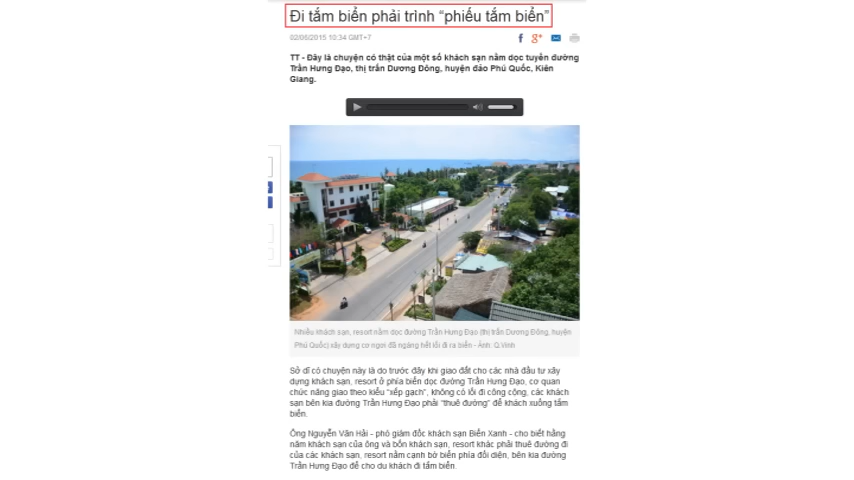 Đi tắm biển phải trình “phiếu tắm biển”
02/06/2015 10:34 GMT+7
TT - Đây là chuyện có thật của một số khách sạn nằm dọc tuyến đường
Trần Hưng Đạo, thị trấn Dương Đông, huyện đảo Phú Quốc, Kiên
Giang.
Nhiều khách sạn, resort nằm dọc đường Trần Hưng Đạo (thị trấn Dương Đông, huyện
Phú Quốc) xây dựng cơ ngơi đã ngáng hết lối đi ra biển - Ảnh: Q.Vinh
Sở dĩ có chuyện này là do trước đây khi giao đất cho các nhà đầu tư xây
dựng khách sạn, resort ở phía biển dọc đường Trần Hưng Đạo, cơ quan
chức năng giao theo kiểu “xếp gạch”, không có lối đi công cộng, các khách
sạn bên kia đường Trần Hưng Đạo phải “thuê đường” để khách xuống tắm
biển.
Ông Nguyễn Văn Hải - phó giám đốc khách sạn Biển Xanh - cho biết hằng
năm khách sạn của ông và bốn khách sạn, resort khác phải thuê đường đi
của các khách sạn, resort nằm cạnh bờ biển phía đối diện, bên kia đường
Trần Hưng Đạo để cho du khách đi tắm biển.